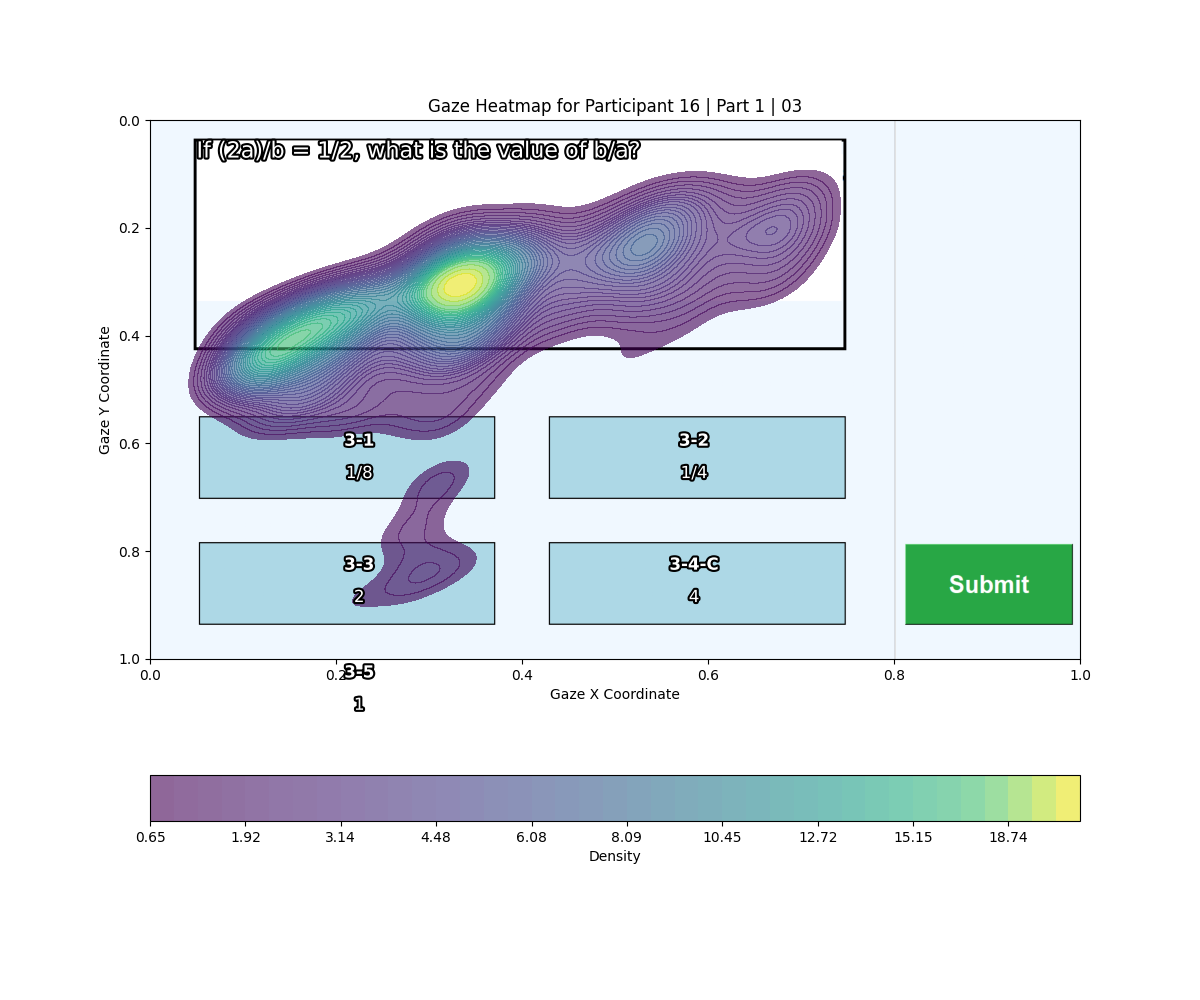 Gaze Heatmap for Participant 16 | Part 1 | 03
0.0
If (2a)/b = 1/2, what is the value of b/a?
0.2
0.4
Gaze Y Coordinate
0.6
3-1
3-2
1/8
1/4
0.8
3-3
3-4-C
Submit
2
4
1.0
0.0 0.2 0.4 0.6 0.8 1.0
3-5
Gaze X Coordinate
1
0.65 1.92 3.14 4.48 6.08 8.09 10.45 12.72 15.15 18.74
Density